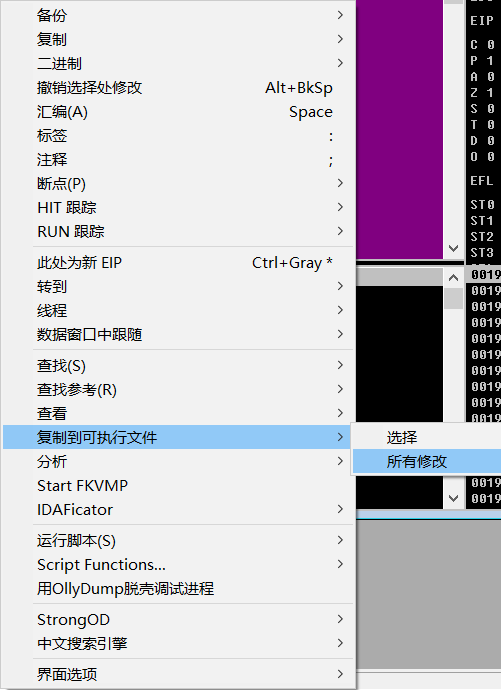 备份
复制
二进制
撤销选择处修改 Alt+BkSp
汇编(A) Space
标签 :
注释 ;
断点(P)
HIT 跟踪
RUN 跟踪
此处为新 EIP Ctrl+Gray *
转到
线程
数据窗口中跟随
查找(S)
查找参考(R)
查看
复制到可执行文件
选择
所有修改
分析
Start FKVMP
IDAFicator
运行脚本(S)
Script Functions...
用OllyDump脱壳调试进程
StrongOD
中文搜索引擎
界面选项
EIP
C 0
P 1
A 0
Z 1
S 0
T 0
D 0
O 0
EFL
ST0
ST1
ST2
ST3
0019
0019
0019
0019
0019
0019
0019
0019
0019
0019
0019
0019
0019